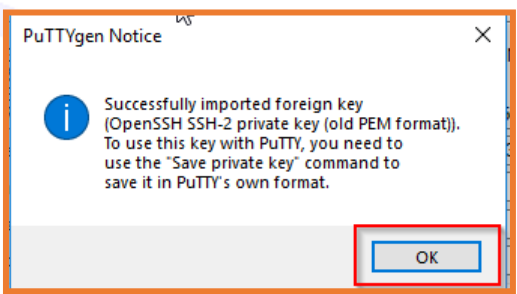 PuTTYgen Notice
Successfully imported foreign key
(OpenSSH SSH-2 private key (old PEM format)).
To use this key with PuTTY, you need to
use the "Save private key" command to
save it in PuTTY's own format.
OK